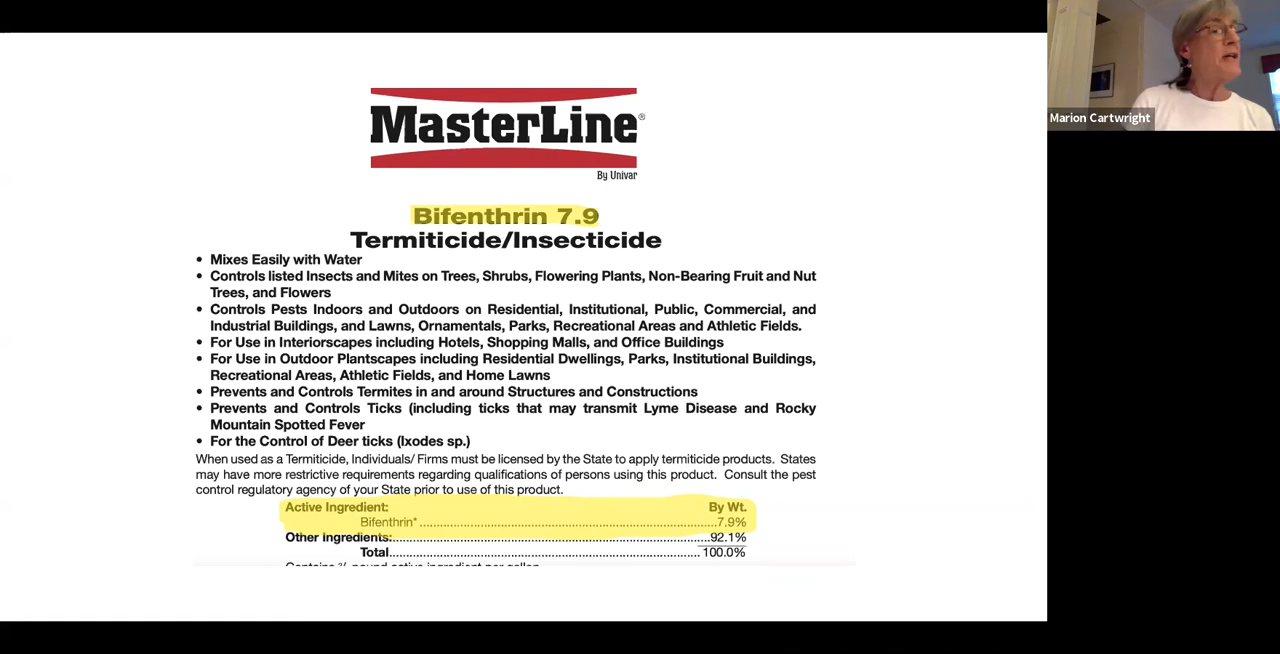 MasterLine®
By Univar
Marion Cartwright
Bifenthrin 7.9
Termiticide/Insecticide
• Mixes Easily with Water
• Controls listed Insects and Mites on Trees, Shrubs, Flowering Plants, Non-Bearing Fruit and Nut
Trees, and Flowers
• Controls Pests Indoors and Outdoors on Residential, Institutional, Public, Commercial, and
Industrial Buildings, and Lawns, Ornamentals, Parks, Recreational Areas and Athletic Fields.
• For Use in Interiorscapes including Hotels, Shopping Malls, and Office Buildings
• For Use in Outdoor Plantscapes including Residential Dwellings, Parks, Institutional Buildings,
Recreational Areas, Athletic Fields, and Home Lawns
• Prevents and Controls Termites in and around Structures and Constructions
• Prevents and Controls Ticks (including ticks that may transmit Lyme Disease and Rocky
Mountain Spotted Fever
• For the Control of Deer ticks (Ixodes sp.)
When used as a Termiticide, Individuals/ Firms must be licensed by the State to apply termiticide products. States
may have more restrictive requirements regarding qualifications of persons using this product. Consult the pest
control regulatory agency of your State prior to use of this product.
Active Ingredient: By Wt.
Bifenthrin* ........ 7.9%
Other Ingredients: ........ 92.1%
Total ........ 100.0%
pound active ingredient per gallon